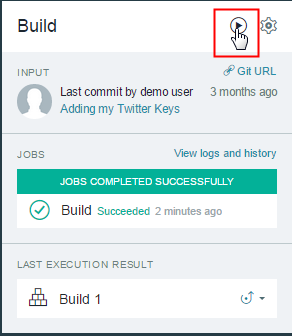 Build
INPUT
Git URL
Last commit by demo user
3 months ago
Adding my Twitter Keys
JOBS
View logs and history
JOBS COMPLETED SUCCESSFULLY
Build Succeeded 2 minutes ago
LAST EXECUTION RESULT
Build 1